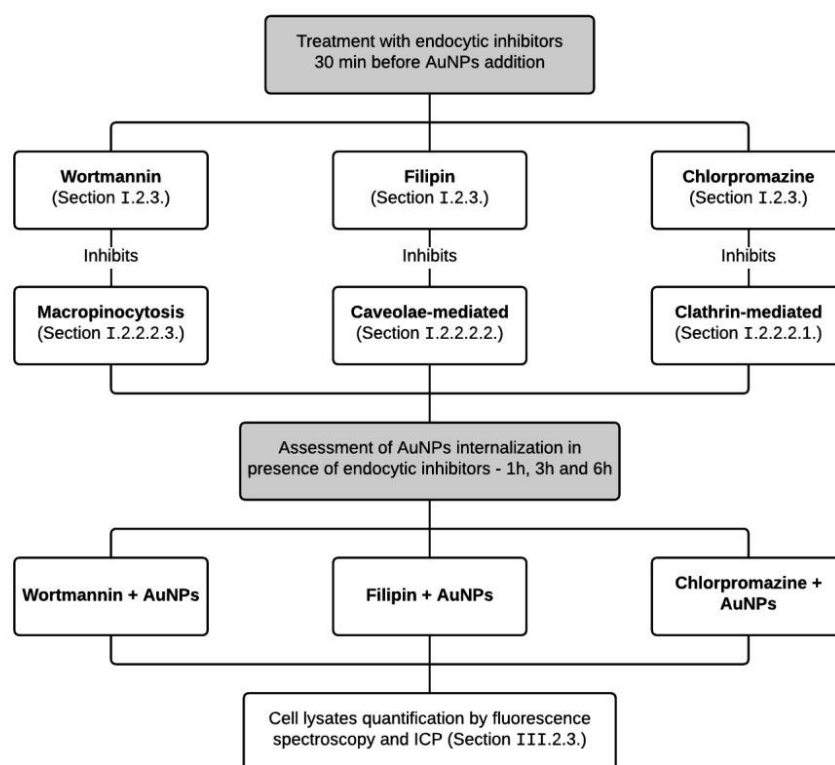 Treatment with endocytic inhibitors
30 min before AuNPs addition
Wortmannin
(Section I.2.3.)
Filipin
(Section I.2.3.)
Chlorpromazine
(Section I.2.3.)
Inhibits
Inhibits
Inhibits
Macropinocytosis
(Section I.2.2.2.3.)
Caveolae-mediated
(Section I.2.2.2.2.)
Clathrin-mediated
(Section I.2.2.2.1.)
Assessment of AuNPs internalization in
presence of endocytic inhibitors - 1h, 3h and 6h
Wortmannin + AuNPs
Filipin + AuNPs
Chlorpromazine +
AuNPs
Cell lysates quantification by fluorescence
spectroscopy and ICP (Section III.2.3.)